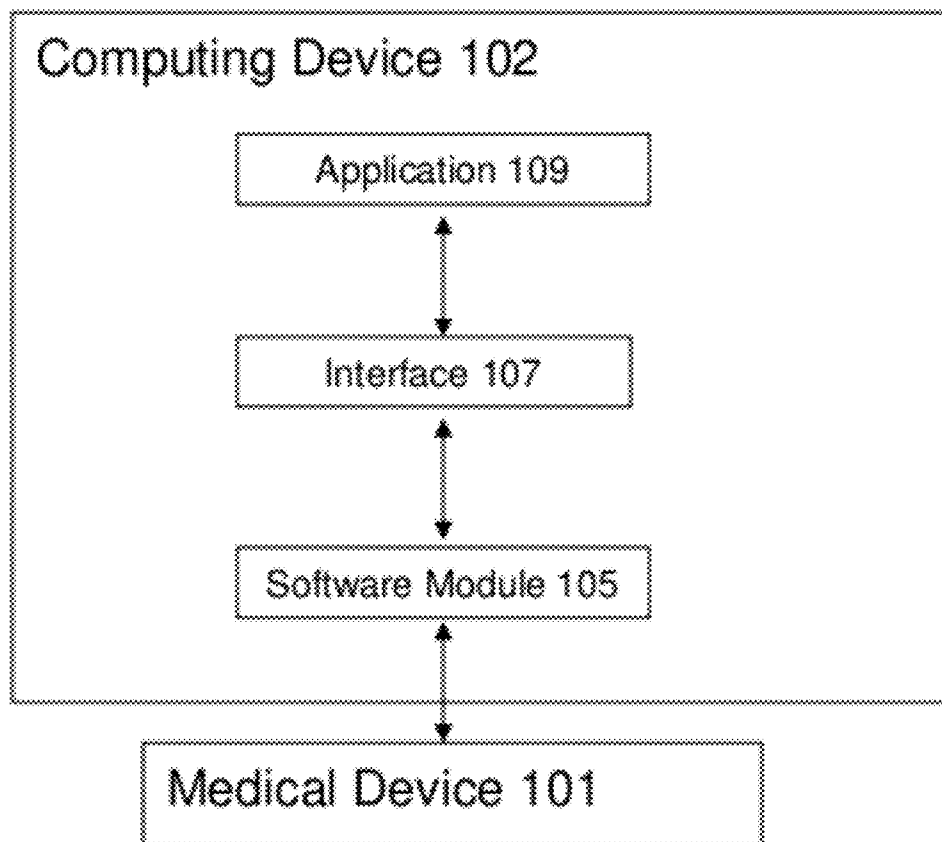 Computing Device 102
Application 109
Interface 107
Software Module 105
Medical Device 101